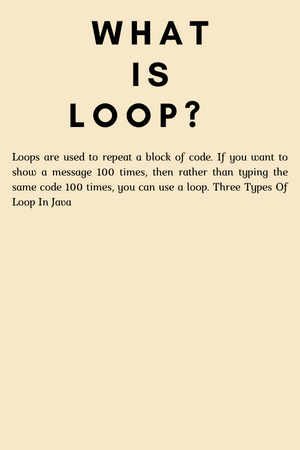 WHAT
IS
LOOP?
Loops are used to repeat a block of code. If you want to
show a message 100 times, then rather than typing the
same code 100 times, you can use a loop. Three Types Of
Loop In Java